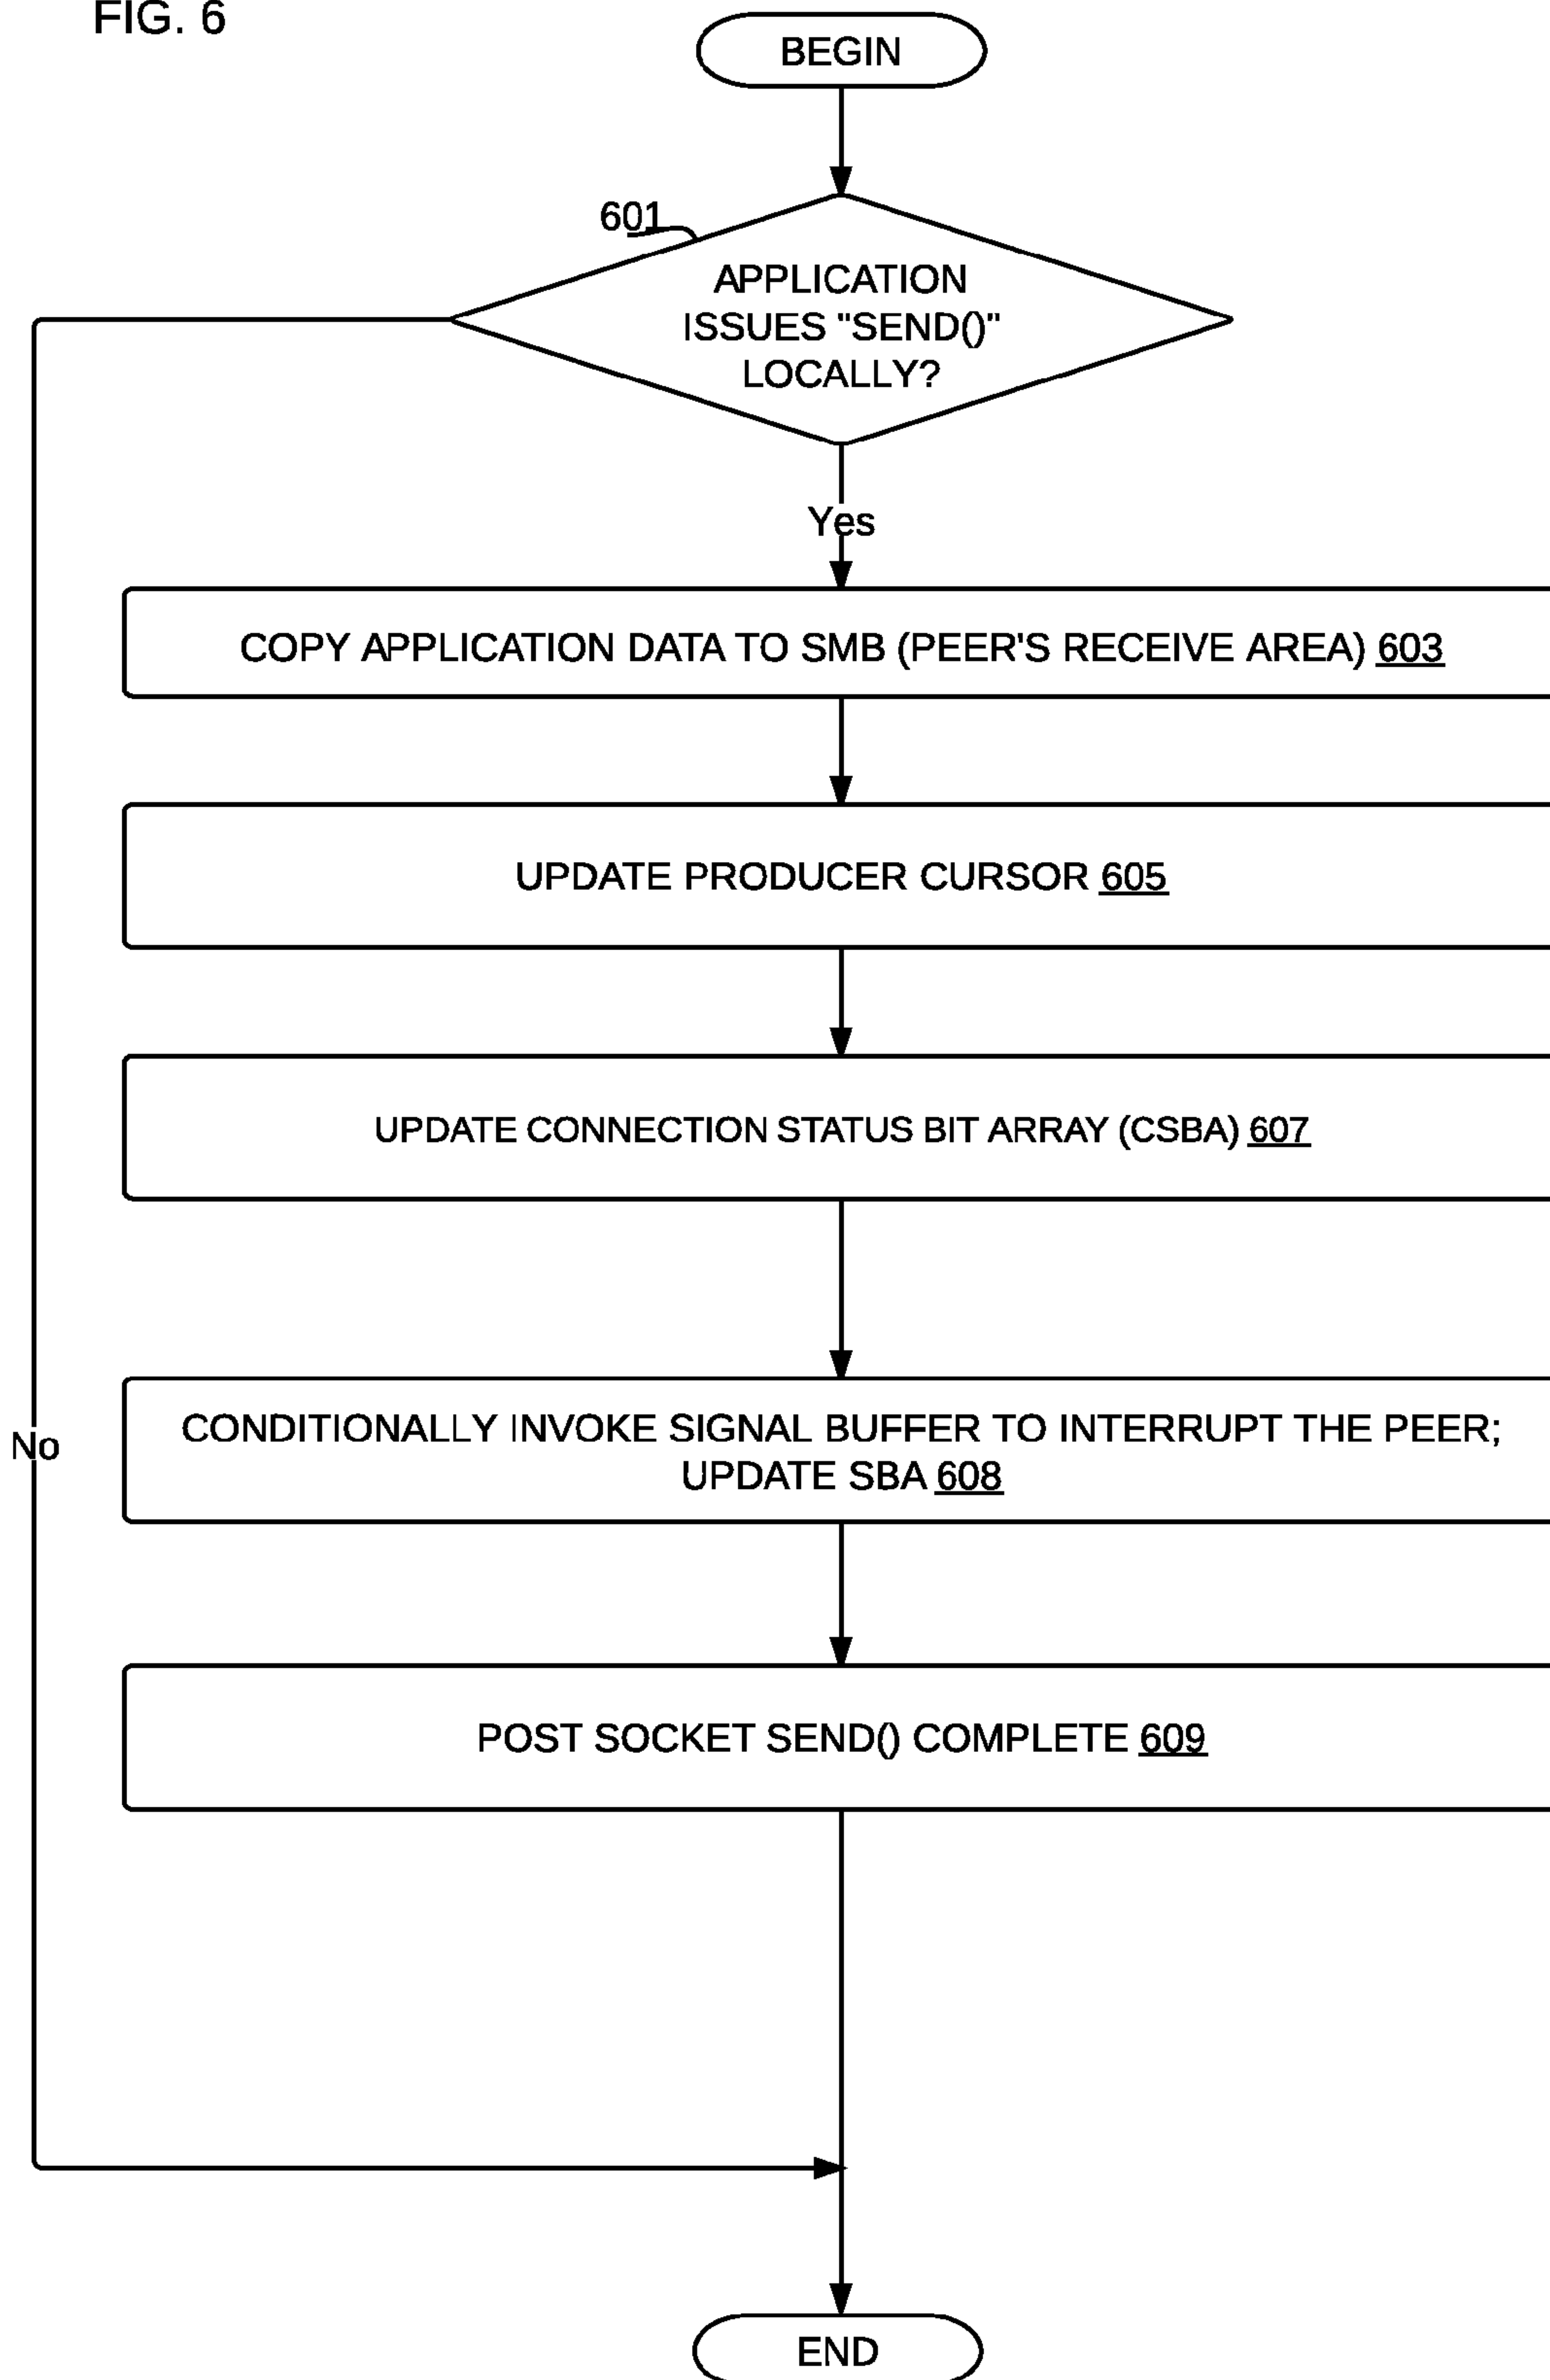 FIG. 6
BEGIN
601
APPLICATION
ISSUES "SEND()"
LOCALLY?
Yes
COPY APPLICATION DATA TO SMB (PEER'S RECEIVE AREA) 603
UPDATE PRODUCER CURSOR 605
UPDATE CONNECTION STATUS BIT ARRAY (CSBA) 607
CONDITIONALLY INVOKE SIGNAL BUFFER TO INTERRUPT THE PEER;
UPDATE SBA 608
No
POST SOCKET SEND() COMPLETE 609
END